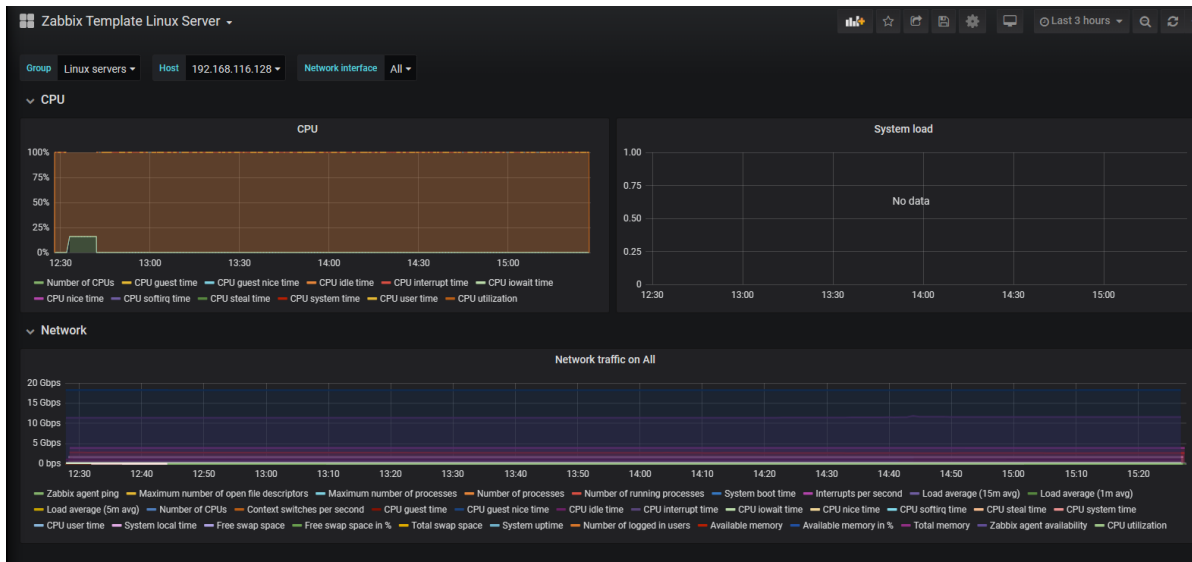 Zabbix Template Linux Server
Last 3 hours
Group Linux servers Host 192.168.116.128 Network interface All
CPU
CPU
100%
75%
50%
25%
0%
12:30 13:00 13:30 14:00 14:30 15:00
Number of CPUs CPU guest time CPU guest nice time CPU idle time CPU interrupt time CPU iowait time
CPU nice time CPU softirq time CPU steal time CPU system time CPU user time CPU utilization
System load
1.00
0.75
No data
0.50
0.25
0
12:30 13:00 13:30 14:00 14:30 15:00
Network
Network traffic on All
20 Gbps
15 Gbps
10 Gbps
5 Gbps
0 bps
12:30 12:40 12:50 13:00 13:10 13:20 13:30 13:40 13:50 14:00 14:10 14:20 14:30 14:40 14:50 15:00 15:10 15:20
Zabbix agent ping Maximum number of open file descriptors Maximum number of processes Number of processes Number of running processes System boot time Interrupts per second Load average (15m avg) Load average (1m avg)
Load average (5m avg) Number of CPUs Context switches per second CPU guest time CPU guest nice time CPU idle time CPU interrupt time CPU iowait time CPU nice time CPU softirq time CPU steal time CPU system time
CPU user time System local time Free swap space Free swap space in % Total swap space System uptime Number of logged in users Available memory Available memory in % Total memory Zabbix agent availability CPU utilization